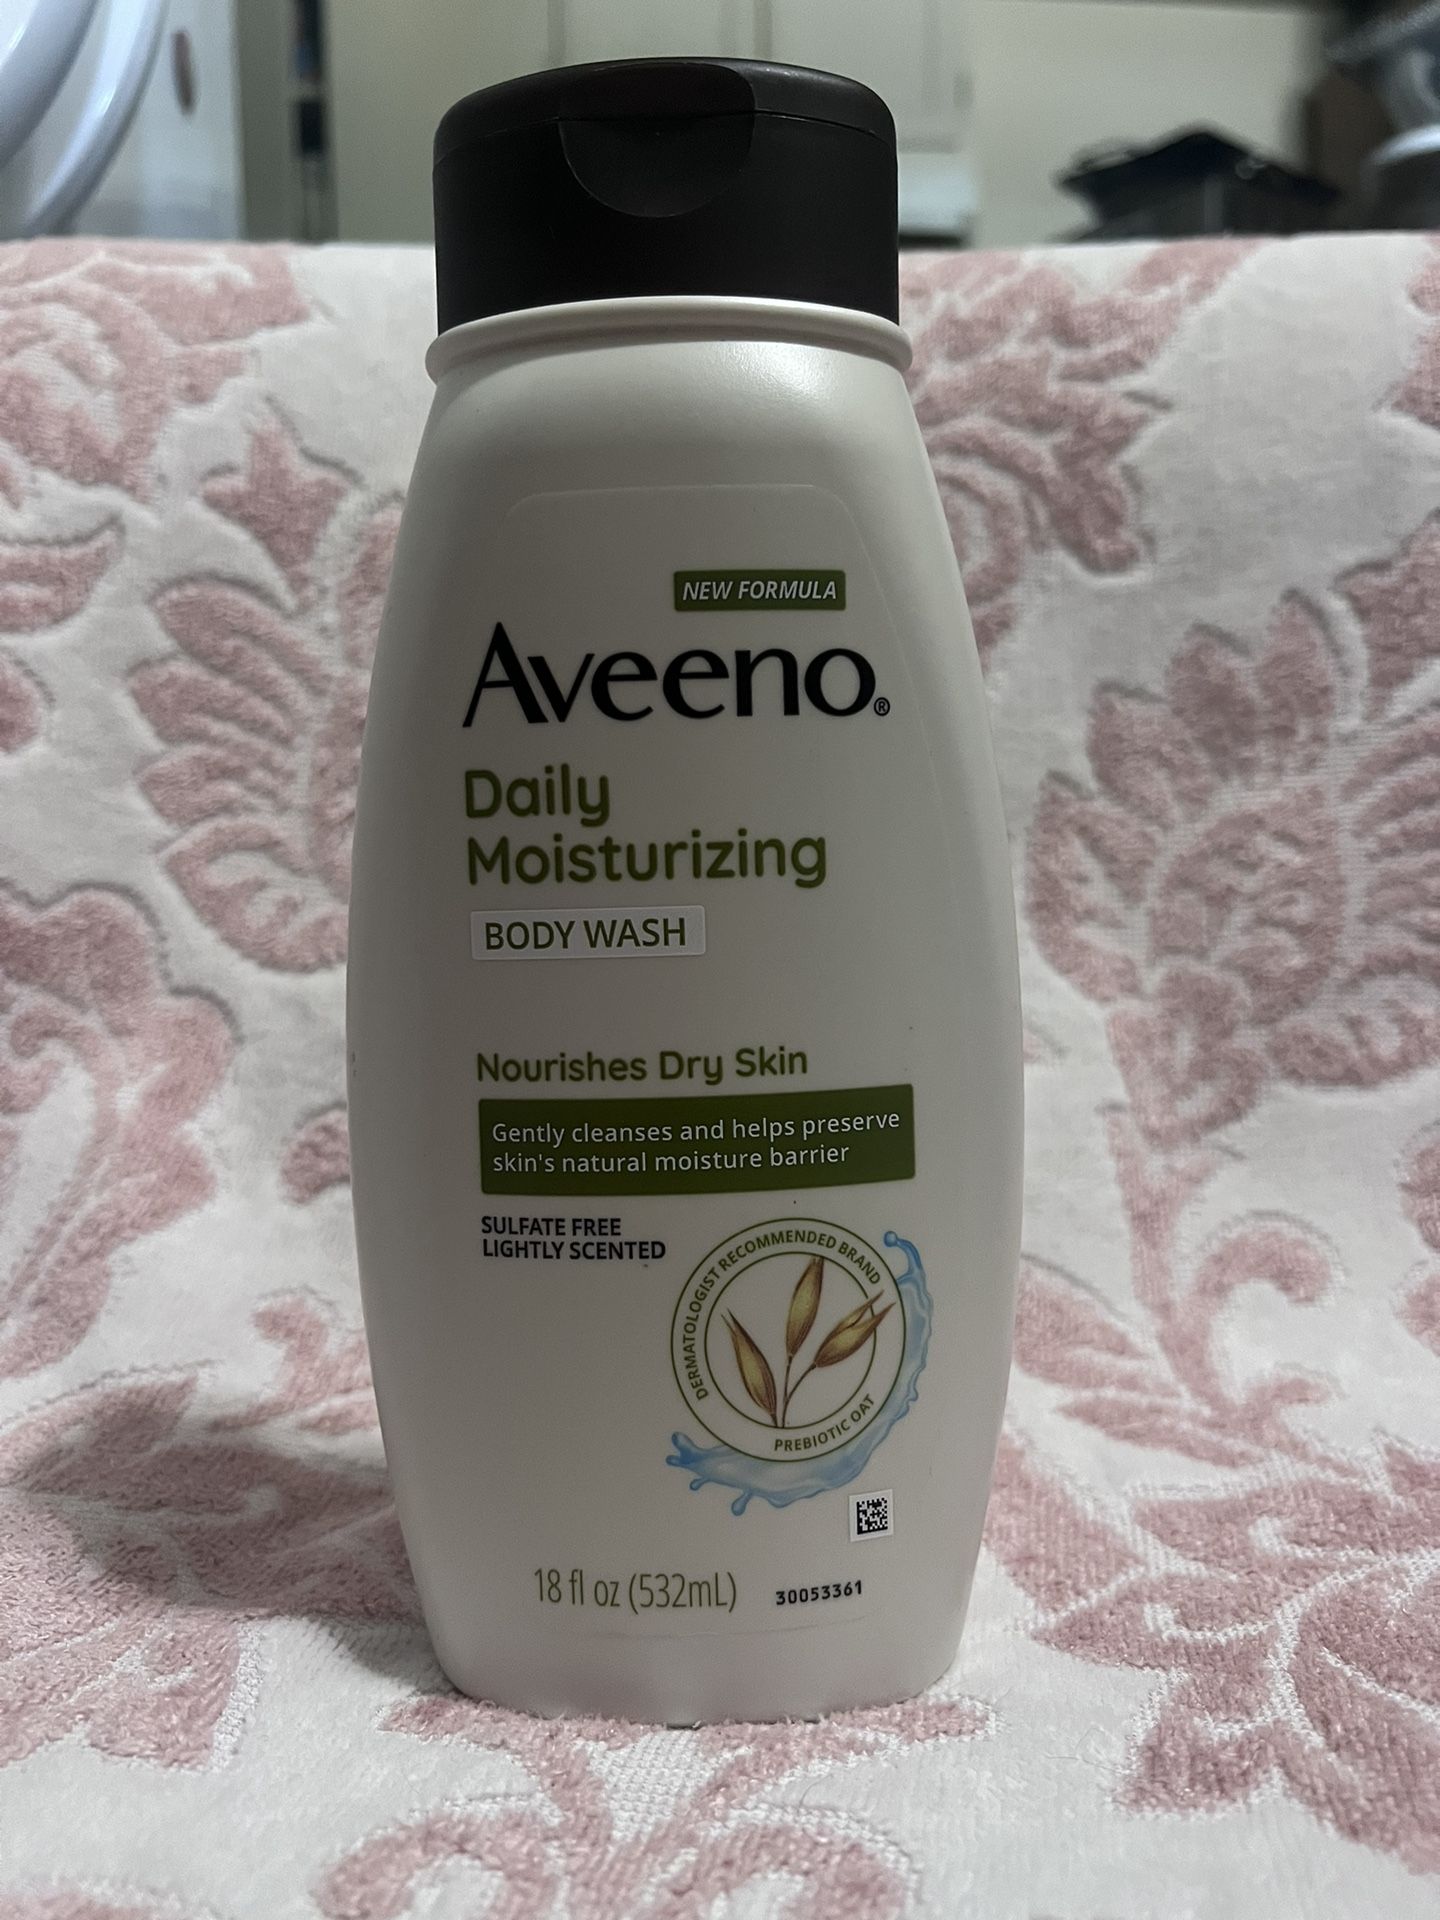 NEW FORMULA
Aveeno®
Daily
Moisturizing
BODY WASH
Nourishes Dry Skin
Gently cleanses and helps preserve
skin's natural moisture barrier
SULFATE FREE
LIGHTLY SCENTED
DERMATOLOGIST RECOMMENDED BRAND
PREBIOTIC OAT
18 fl oz (532mL)
30053361